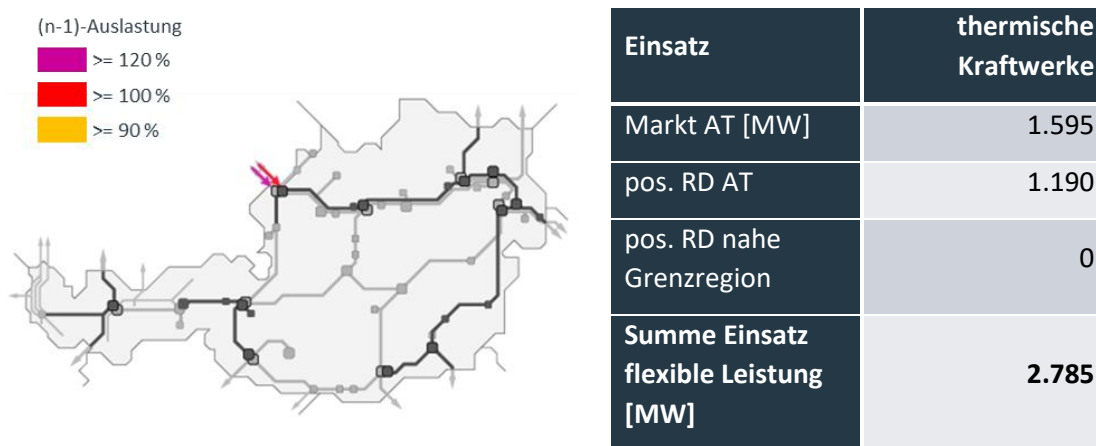 (n-1)-Auslastung
>= 120 %
>= 100 %
>= 90 %
Einsatz
thermische
Kraftwerke
Markt AT [MW]
1.595
pos. RD AT
1.190
pos. RD nahe
Grenzregion
0
Summe Einsatz
flexible Leistung
[MW]
2.785